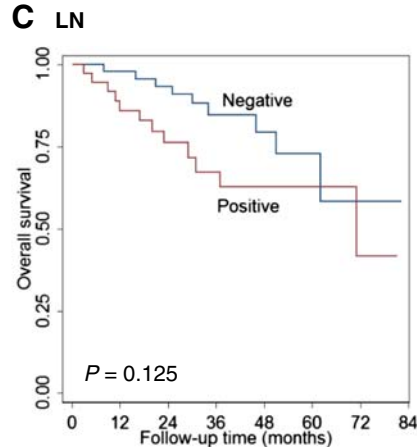 C LN
1.00
0.75
0.50
0.25
0.00
Overall survival
Negative
Positive
P = 0.125
0 12 24 36 48 60 72 84
Follow-up time (months)